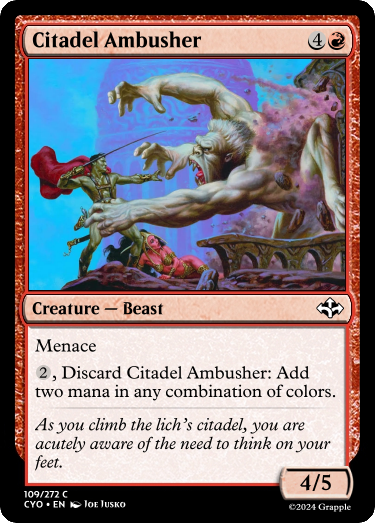 Citadel Ambusher 4
Creature — Beast
Menace
2, Discard Citadel Ambusher: Add
two mana in any combination of colors.
As you climb the lich's citadel, you are
acutely aware of the need to think on your
feet.
4/5
109/272 C
CYO • EN Joe Jusko
©2024 Grapple